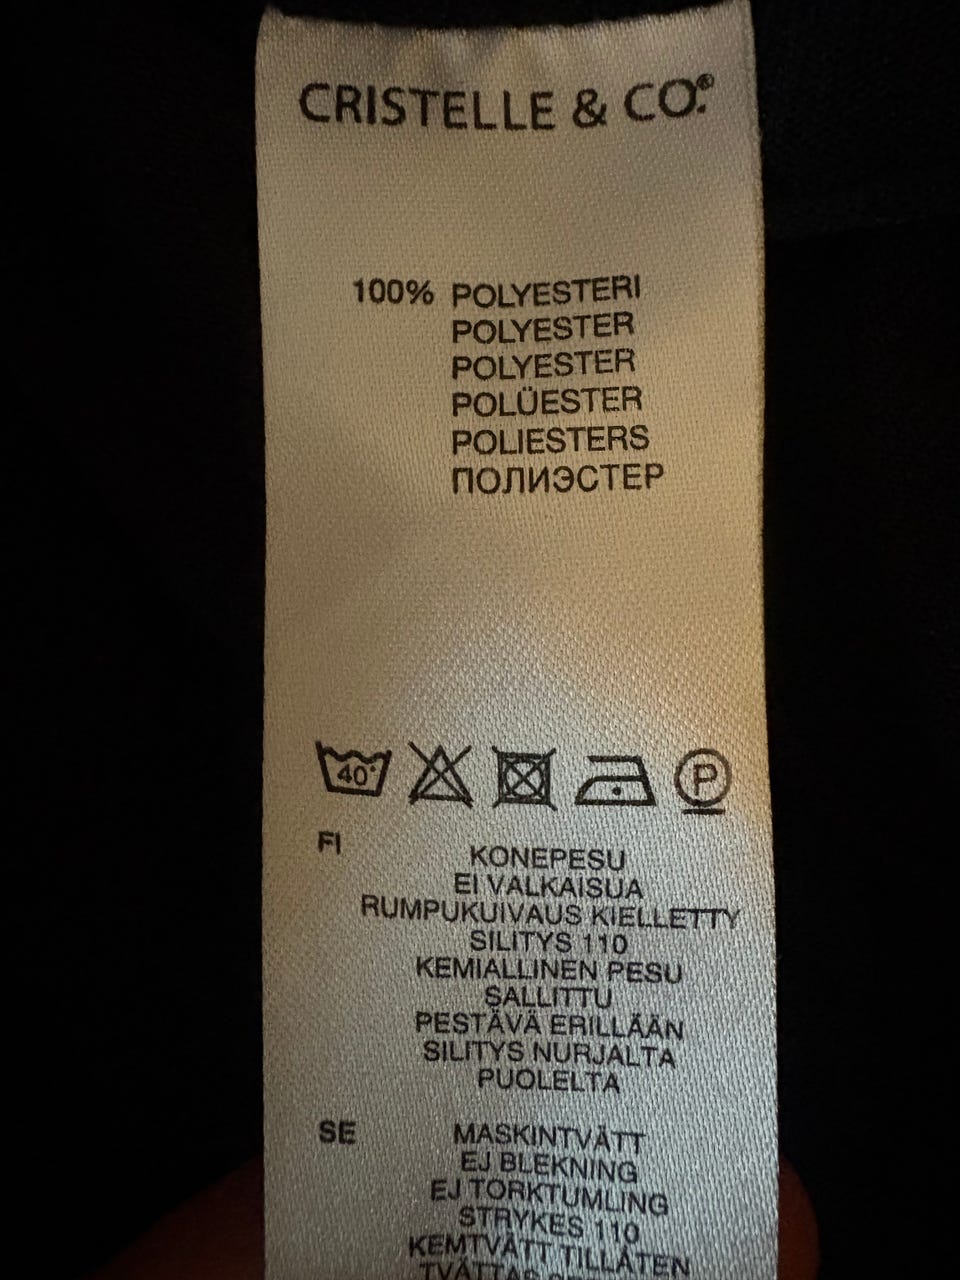 CRISTELLE & CO.®
100% POLYESTERI
POLYESTER
POLYESTER
POLÜESTER
POLIESTERS
ПОЛИЭСТЕР
40° P
FI
KONEPESU
EI VALKAISUA
RUMPUKUIVAUS KIELLETTY
SILITYS 110
KEMIALLINEN PESU
SALLITTU
PESTÄVÄ ERILLÄÄN
SILITYS NURJALTA
PUOLELTA
SE MASKINTVÄTT
EJ BLEKNING
EJ TORKTUMLING
STRYKES 110
KEMTVÄTT TILLÅTEN
TVÄTTAS